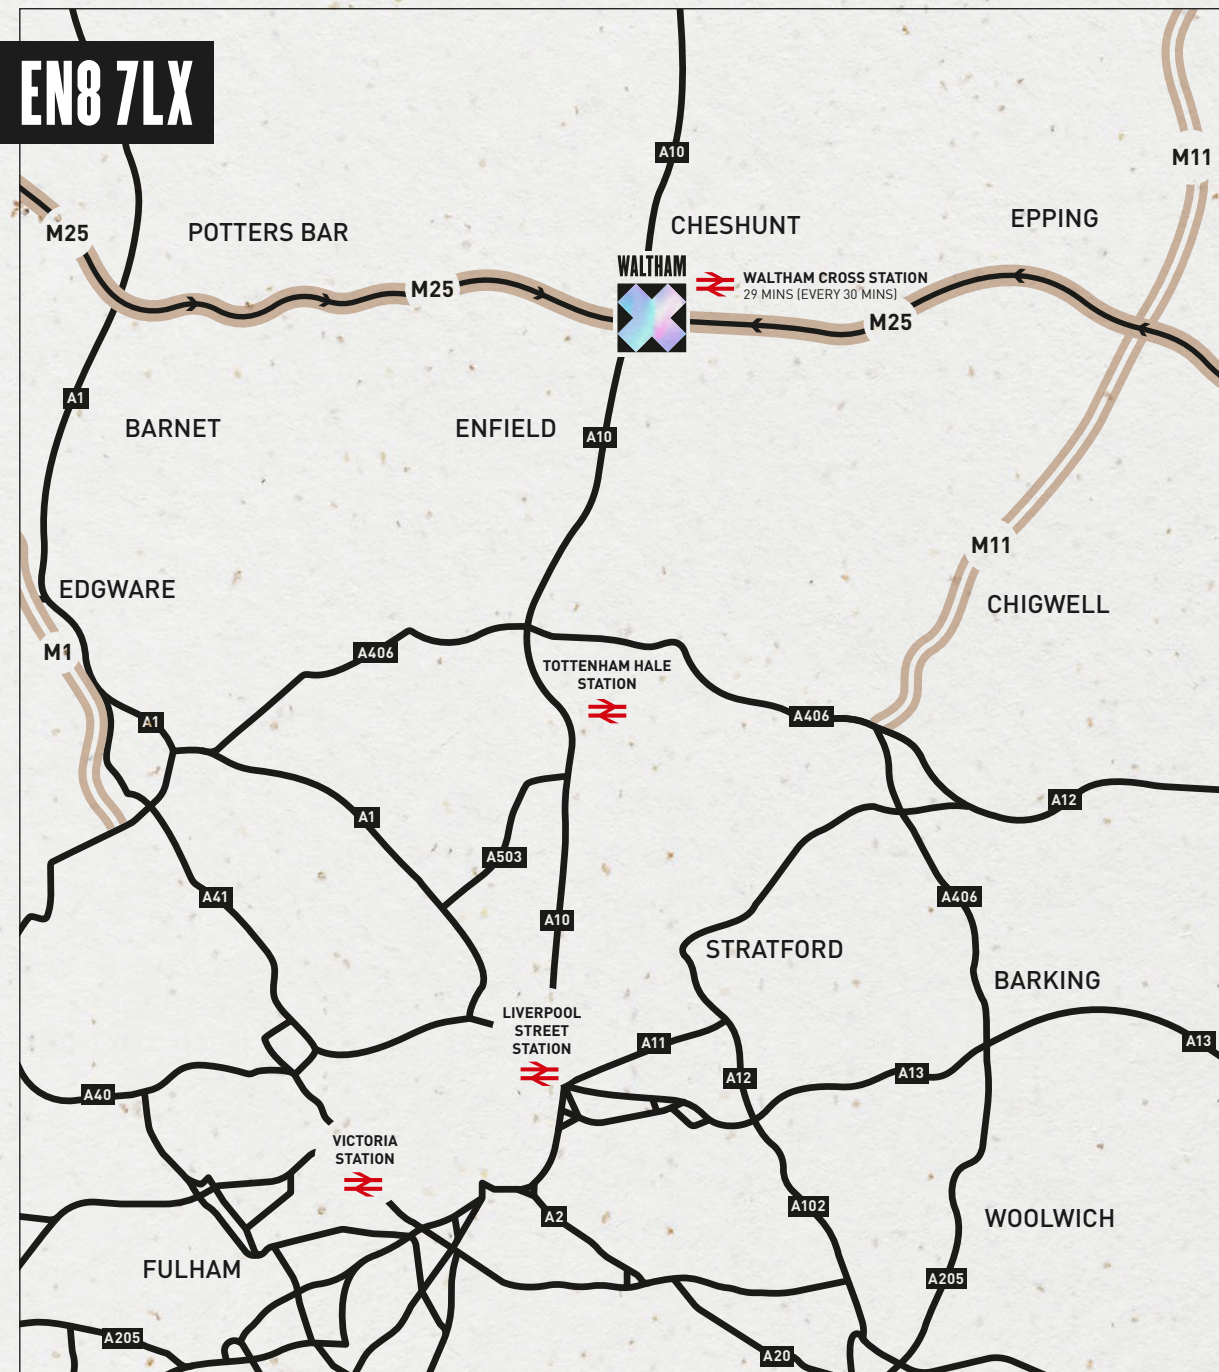 EN8 7LX
A10
M11
M25
POTTERS BAR
CHESHUNT
EPPING
WALTHAM
WALTHAM CROSS STATION
29 MINS (EVERY 30 MINS)
M25
M25
A1
BARNET
ENFIELD
A10
M11
EDGWARE
CHIGWELL
M1
A406
TOTTENHAM HALE
STATION
A1
A406
A12
A1
A503
A41
A406
A10
STRATFORD
BARKING
LIVERPOOL
STREET
STATION
A11
A13
A13
A12
A40
VICTORIA
STATION
A102
A2
WOOLWICH
FULHAM
A205
A205
A20